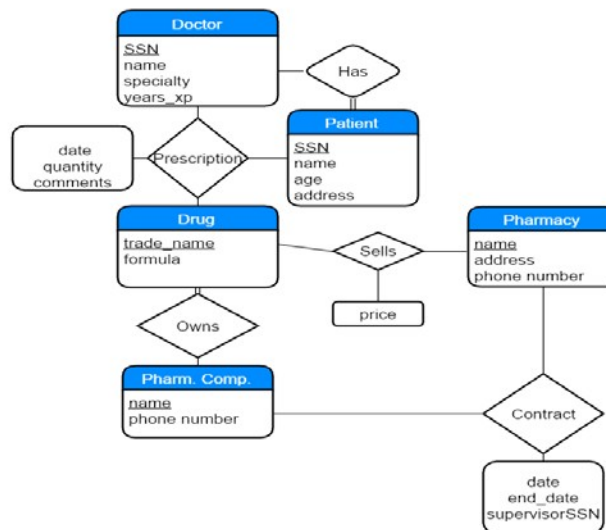 Doctor
SSN
name
specialty
years_xp
Has
Patient
SSN
name
age
address
date
quantity
comments
Prescription
Drug
trade_name
formula
Sells
price
Pharmacy
name
address
phone number
Owns
Pharm. Comp.
name
phone number
Contract
date
end_date
supervisorSSN